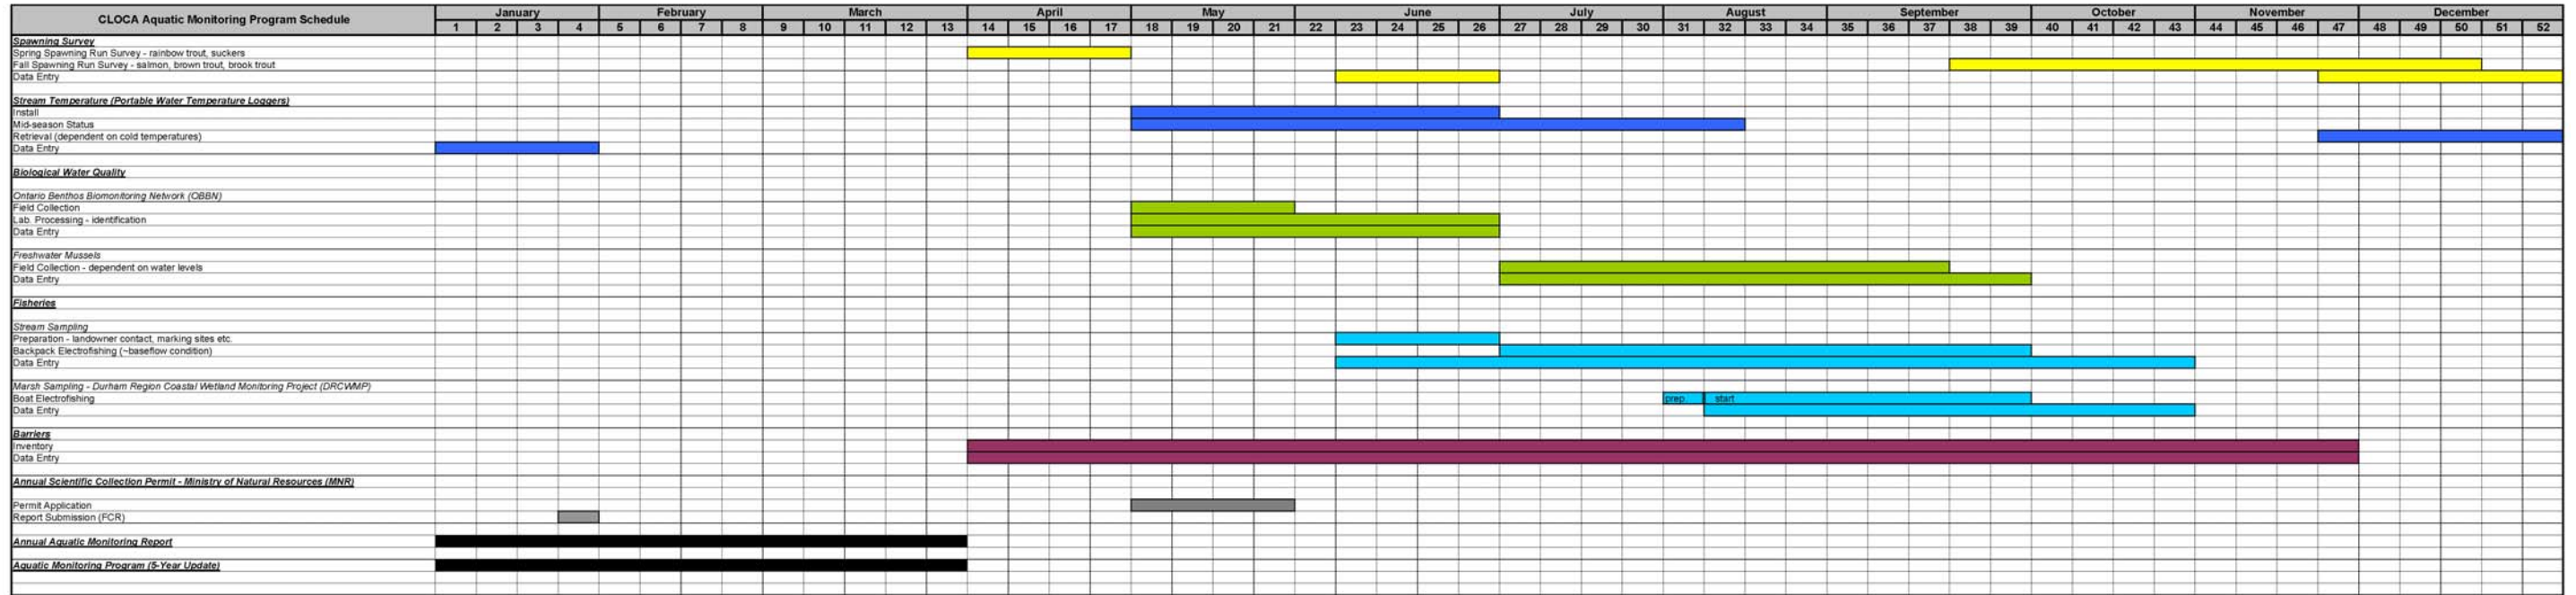 CLOCA Aquatic Monitoring Program Schedule
January February March April May June July August September October November December
1 2 3 4 5 6 7 8 9 10 11 12 13 14 15 16 17 18 19 20 21 22 23 24 25 26 27 28 29 30 31 32 33 34 35 36 37 38 39 40 41 42 43 44 45 46 47 48 49 50 51 52
Spawning Survey
Spring Spawning Run Survey - rainbow trout, suckers
Fall Spawning Run Survey - salmon, brown trout, brook trout
Data Entry
Stream Temperature (Portable Water Temperature Loggers)
Install
Mid-season Status
Retrieval (dependent on cold temperatures)
Data Entry
Biological Water Quality
Ontario Benthos Biomonitoring Network (OBBN)
Field Collection
Lab. Processing - identification
Data Entry
Freshwater Mussels
Field Collection - dependent on water levels
Data Entry
Fisheries
Stream Sampling
Preparation - landowner contact, marking sites etc.
Backpack Electrofishing (~baseflow condition)
Data Entry
Marsh Sampling - Durham Region Coastal Wetland Monitoring Project (DRCWMP)
Boat Electrofishing prep. start
Data Entry
Barriers
Inventory
Data Entry
Annual Scientific Collection Permit - Ministry of Natural Resources (MNR)
Permit Application
Report Submission (FCR)
Annual Aquatic Monitoring Report
Aquatic Monitoring Program (5-Year Update)